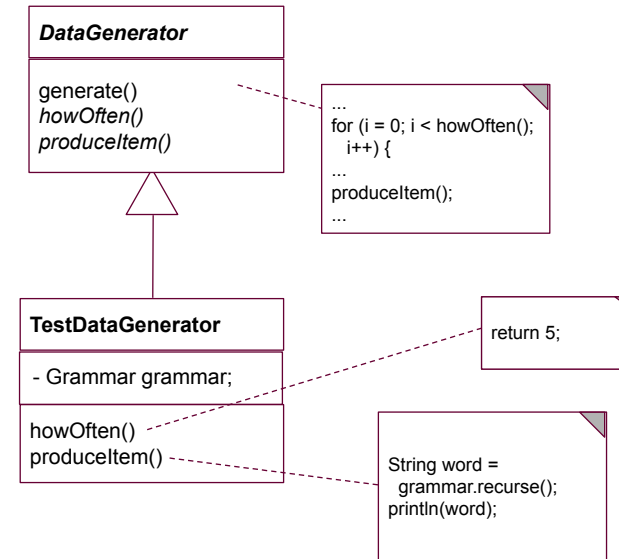 DataGenerator
generate()
howOften()
produceItem()
...
for (i = 0; i < howOften();
i++) {
...
produceItem();
...
TestDataGenerator
- Grammar grammar;
howOften()
produceItem()
return 5;
String word =
grammar.recurse();
println(word);